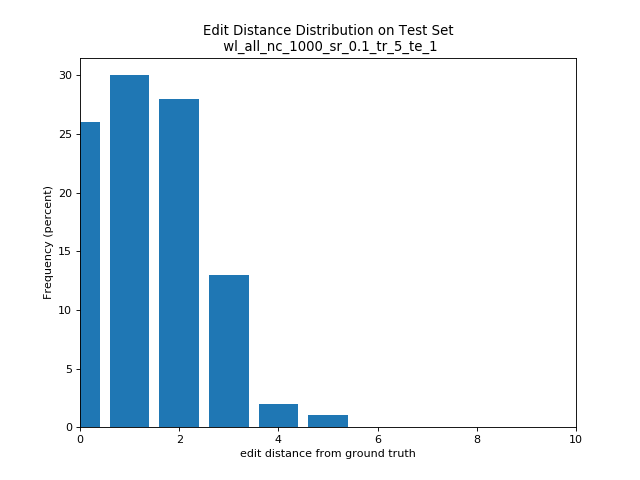 Edit Distance Distribution on Test Set
wl_all_nc_1000_sr_0.1_tr_5_te_1
Frequency (percent)
30
25
20
15
10
5
0
0 2 4 6 8 10
edit distance from ground truth